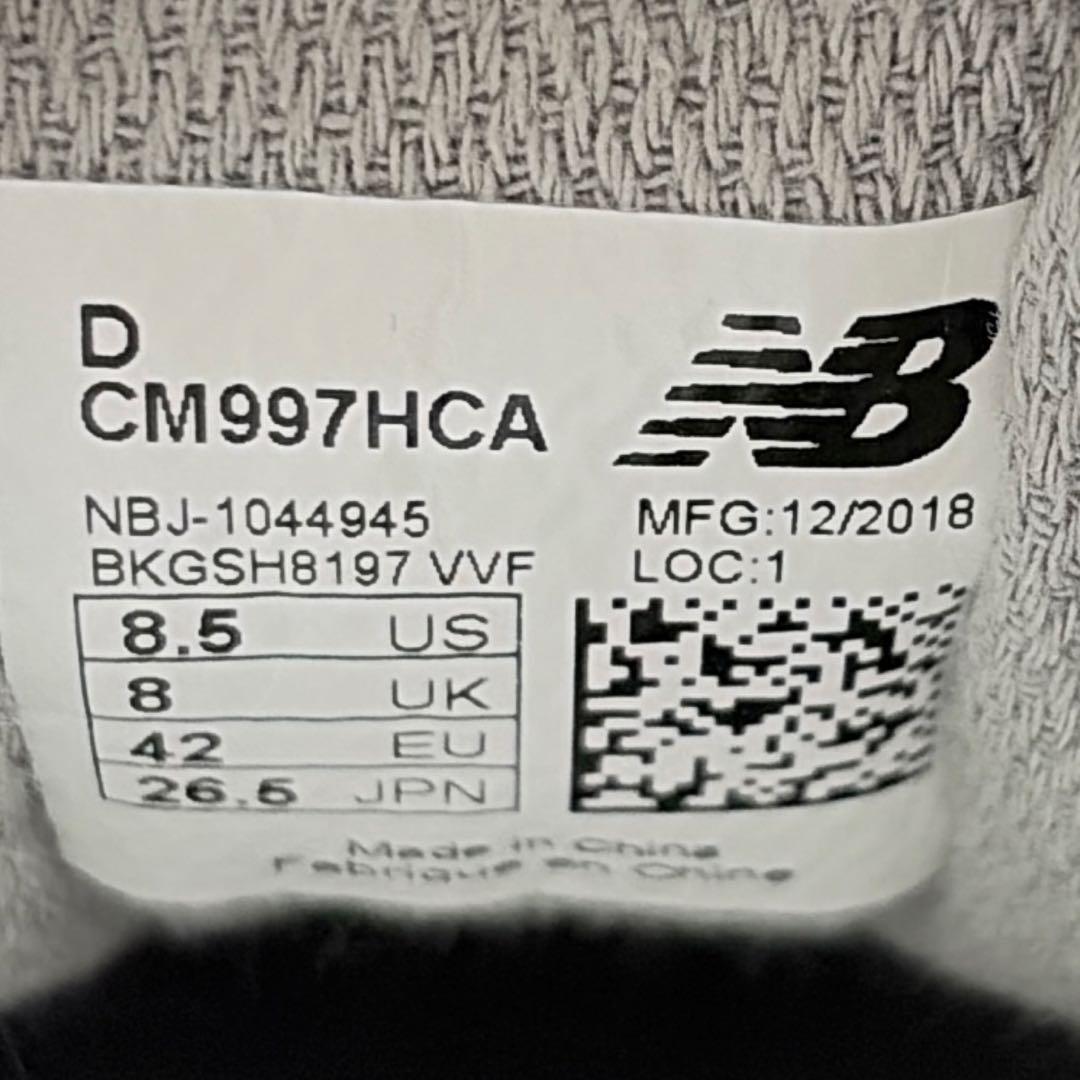 D
CM997HCA
NB
NBJ-1044945
MFG:12/2018
BKGSH8197 VVF
LOC:1
8.5 US
8 UK
42 EU
26.5 JPN
Made in China
Fabriqué en Chine